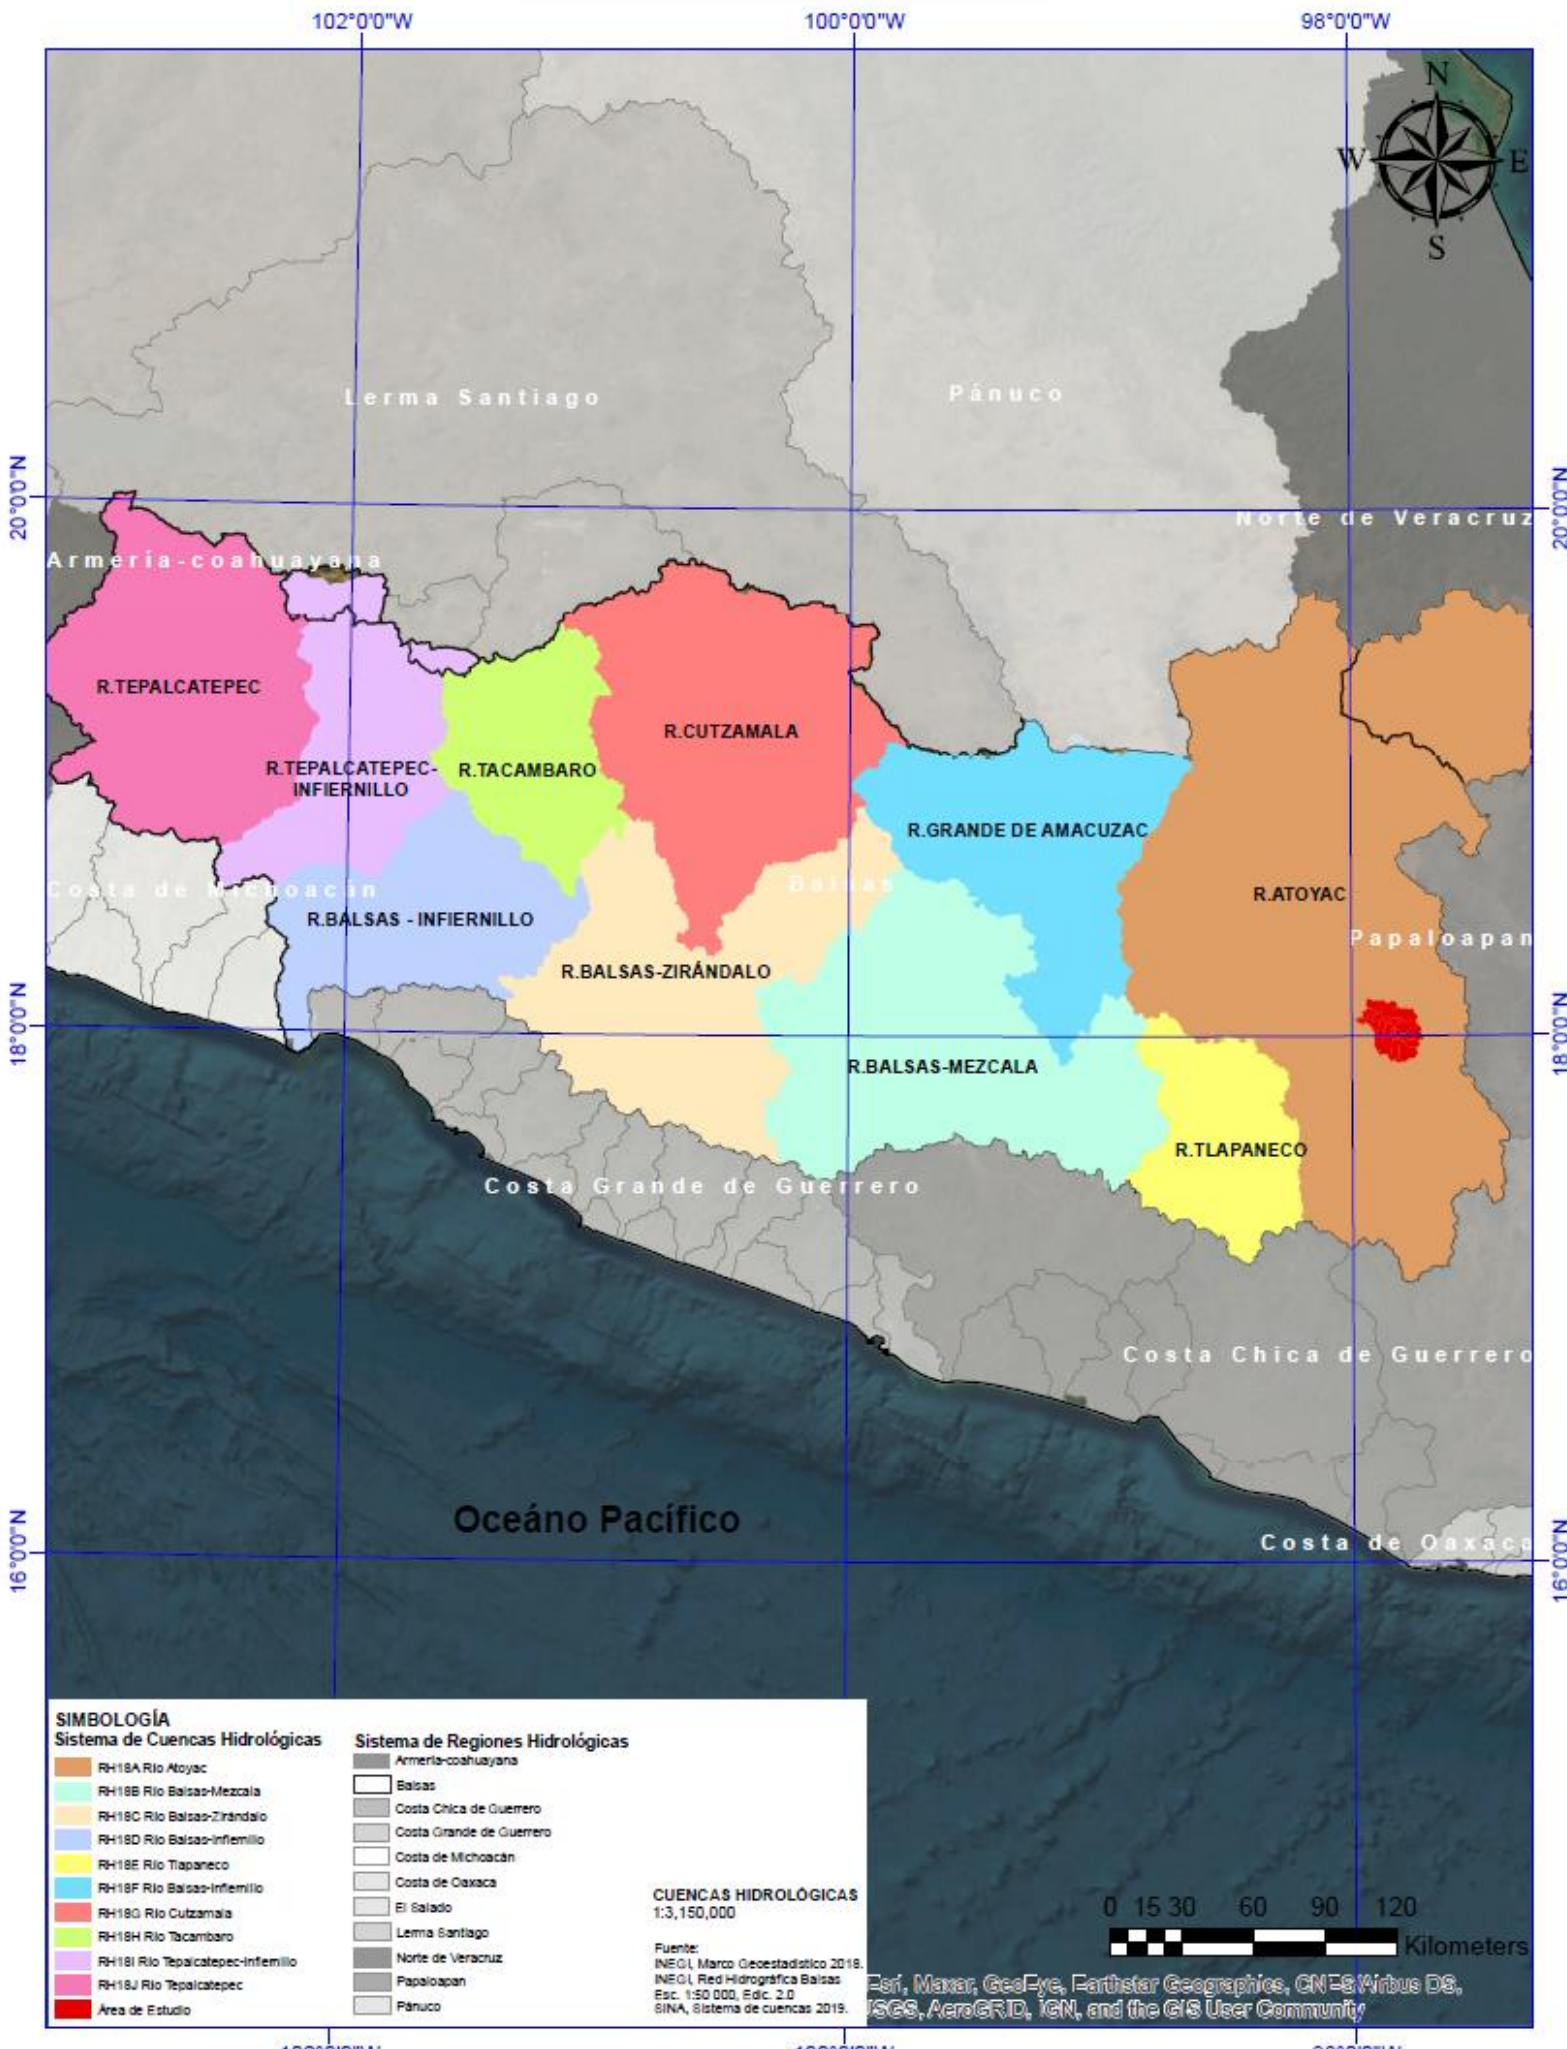 102°0'0"W
100°0'0"W
98°0'0"W
N
W
E
S
Lerma Santiago
Pánuco
20°0'0"N
20°0'0"N
Norte de Veracruz
Armería-coahuayana
R.TEPALCATEPEC
R.CUTZAMALA
R.TEPALCATEPEC-
INFIERNILLO
R.TACAMBARO
R.GRANDE DE AMACUZAC
Costa de Michoacán
Balsas
R.ATOYAC
R.BALSAS - INFIERNILLO
Papaloapan
R.BALSAS-ZIRÁNDALO
18°0'0"N
18°0'0"N
R.BALSAS-MEZCALA
R.TLAPANECO
Costa Grande de Guerrero
Costa Chica de Guerrero
Oceáno Pacífico
Costa de Oaxaca
16°0'0"N
16°0'0"N
SIMBOLOGÍA
Sistema de Cuencas Hidrológicas
RH18A Río Atoyac
RH18B Río Balsas-Mezcala
RH18C Río Balsas-Zirándalo
RH18D Río Balsas-Infiernillo
RH18E Río Tlapaneco
RH18F Río Balsas-Infiernillo
RH18G Río Cutzamala
RH18H Río Tacambaro
RH18I Río Tepalcatepec-Infiernillo
RH18J Río Tepalcatepec
Área de Estudio
Sistema de Regiones Hidrológicas
Armería-coahuayana
Balsas
Costa Chica de Guerrero
Costa Grande de Guerrero
Costa de Michoacán
Costa de Oaxaca
El Salado
Lerma Santiago
Norte de Veracruz
Papaloapan
Pánuco
CUENCAS HIDROLÓGICAS
1:3,150,000
Fuente:
INEGI, Marco Geoestadístico 2018.
INEGI, Red Hidrográfica Balsas
Esc. 1:50 000, Edic. 2.0
SINA, Sistema de cuencas 2019.
0 15 30 60 90 120
Kilometers
Esri, Maxar, GeoEye, Earthstar Geographics, CNES/Airbus DS,
USGS, AeroGRID, IGN, and the GIS User Community